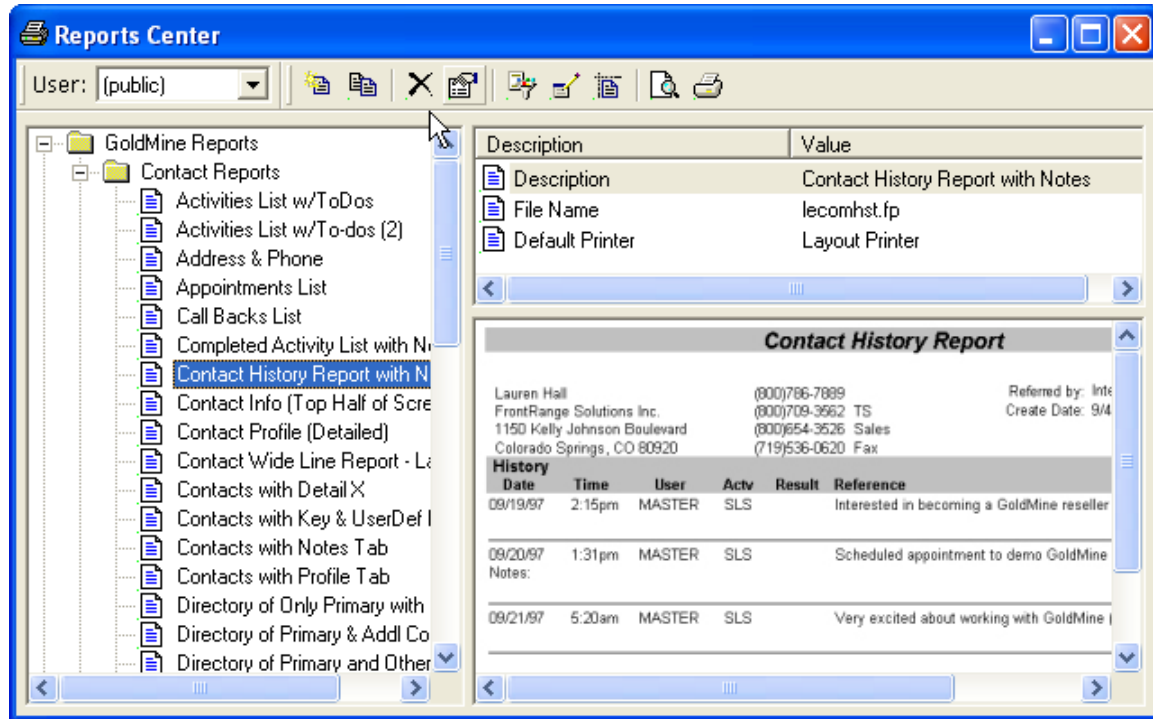 Reports Center
User: (public)
GoldMine Reports
Contact Reports
Activities List w/ToDos
Activities List w/To-dos (2)
Address & Phone
Appointments List
Call Backs List
Completed Activity List with N
Contact History Report with N
Contact Info (Top Half of Scre
Contact Profile (Detailed)
Contact Wide Line Report - La
Contacts with Detail X
Contacts with Key & UserDef
Contacts with Notes Tab
Contacts with Profile Tab
Directory of Only Primary with
Directory of Primary & Addl Co
Directory of Primary and Other
Description Value
Description Contact History Report with Notes
File Name lecomhst.fp
Default Printer Layout Printer
Contact History Report
Lauren Hall (800)786-7889 Referred by: Inte
FrontRange Solutions Inc. (800)709-3562 TS Create Date: 9/4
1150 Kelly Johnson Boulevard (800)654-3526 Sales
Colorado Springs, CO 80920 (719)536-0620 Fax
History
Date Time User Actv Result Reference
09/19/97 2:15pm MASTER SLS Interested in becoming a GoldMine reseller
09/20/97 1:31pm MASTER SLS Scheduled appointment to demo GoldMine
Notes:
09/21/97 5:20am MASTER SLS Very excited about working with GoldMine